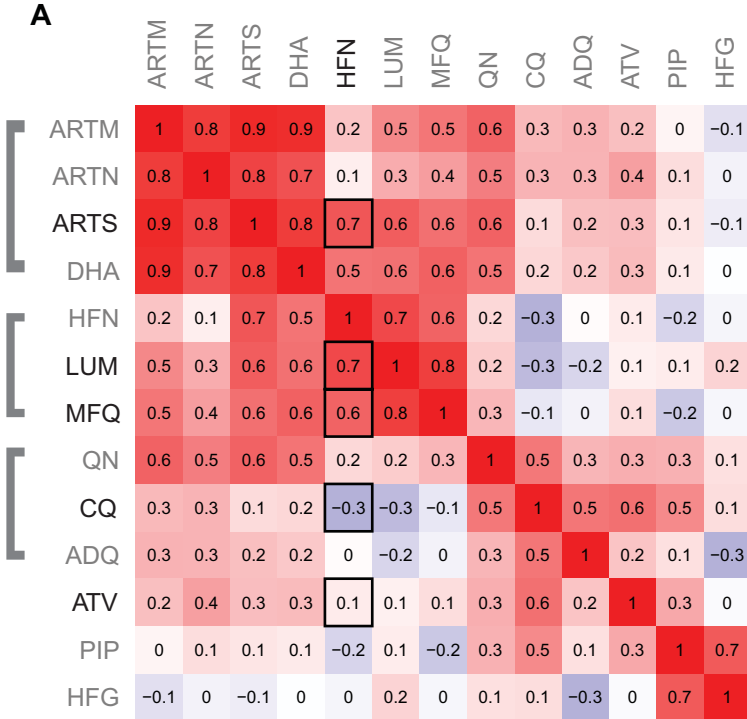 A
ARTM ARTN ARTS DHA HFN LUM MFQ QN CQ ADQ ATV PIP HFG
ARTM 1 0.8 0.9 0.9 0.2 0.5 0.5 0.6 0.3 0.3 0.2 0 −0.1
ARTN 0.8 1 0.8 0.7 0.1 0.3 0.4 0.5 0.3 0.3 0.4 0.1 0
ARTS 0.9 0.8 1 0.8 0.7 0.6 0.6 0.6 0.1 0.2 0.3 0.1 −0.1
DHA 0.9 0.7 0.8 1 0.5 0.6 0.6 0.5 0.2 0.2 0.3 0.1 0
HFN 0.2 0.1 0.7 0.5 1 0.7 0.6 0.2 −0.3 0 0.1 −0.2 0
LUM 0.5 0.3 0.6 0.6 0.7 1 0.8 0.2 −0.3 −0.2 0.1 0.1 0.2
MFQ 0.5 0.4 0.6 0.6 0.6 0.8 1 0.3 −0.1 0 0.1 −0.2 0
QN 0.6 0.5 0.6 0.5 0.2 0.2 0.3 1 0.5 0.3 0.3 0.3 0.1
CQ 0.3 0.3 0.1 0.2 −0.3 −0.3 −0.1 0.5 1 0.5 0.6 0.5 0.1
ADQ 0.3 0.3 0.2 0.2 0 −0.2 0 0.3 0.5 1 0.2 0.1 −0.3
ATV 0.2 0.4 0.3 0.3 0.1 0.1 0.1 0.3 0.6 0.2 1 0.3 0
PIP 0 0.1 0.1 0.1 −0.2 0.1 −0.2 0.3 0.5 0.1 0.3 1 0.7
HFG −0.1 0 −0.1 0 0 0.2 0 0.1 0.1 −0.3 0 0.7 1